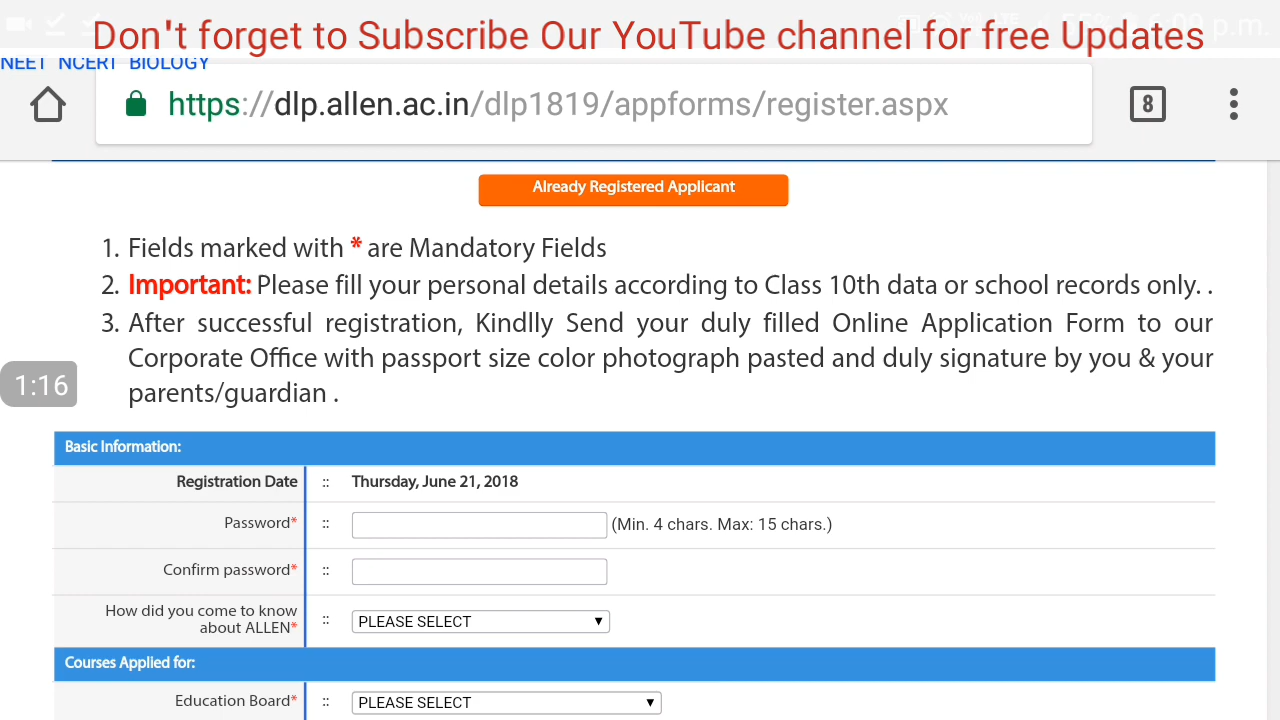 Don't forget to Subscribe Our YouTube channel for free Updates
p.m.
NEET NCERT BIOLOGY
https://dlp.allen.ac.in/dlp1819/appforms/register.aspx
8
Already Registered Applicant
1. Fields marked with * are Mandatory Fields
2. Important: Please fill your personal details according to Class 10th data or school records only. .
3. After successful registration, Kindlly Send your duly filled Online Application Form to our
Corporate Office with passport size color photograph pasted and duly signature by you & your
parents/guardian .
1:16
Basic Information:
Registration Date :: Thursday, June 21, 2018
Password* :: (Min. 4 chars. Max: 15 chars.)
Confirm password* ::
How did you come to know
about ALLEN* :: PLEASE SELECT
Courses Applied for:
Education Board* :: PLEASE SELECT